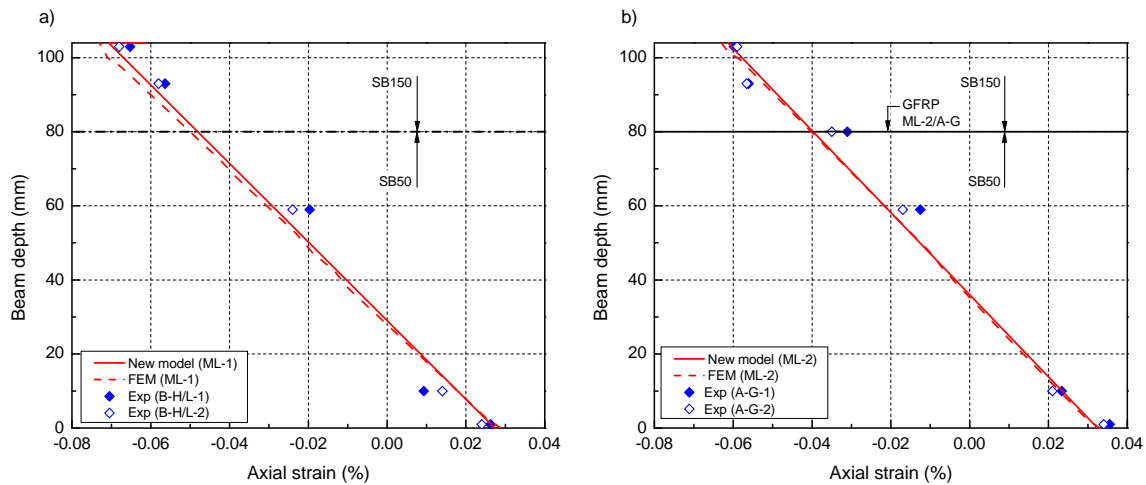 a)
100
80
60
40
20
0
Beam depth (mm)
-0.08
-0.06
-0.04
-0.02
0.00
0.02
0.04
Axial strain (%)
SB150
SB50
New model (ML-1)
FEM (ML-1)
Exp (B-H/L-1)
Exp (B-H/L-2)
b)
100
80
60
40
20
0
Beam depth (mm)
-0.08
-0.06
-0.04
-0.02
0.00
0.02
0.04
Axial strain (%)
SB150
GFRP
ML-2/A-G
SB50
New model (ML-2)
FEM (ML-2)
Exp (A-G-1)
Exp (A-G-2)